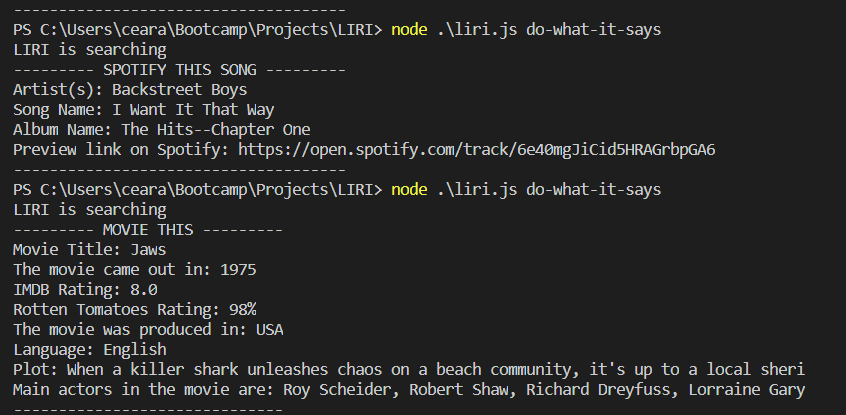 -------------------------------------
PS C:\Users\ceara\Bootcamp\Projects\LIRI> node .\liri.js do-what-it-says
LIRI is searching
--------- SPOTIFY THIS SONG ---------
Artist(s): Backstreet Boys
Song Name: I Want It That Way
Album Name: The Hits--Chapter One
Preview link on Spotify: https://open.spotify.com/track/6e40mgJiCid5HRAGrbpGA6
-------------------------------------
PS C:\Users\ceara\Bootcamp\Projects\LIRI> node .\liri.js do-what-it-says
LIRI is searching
--------- MOVIE THIS ---------
Movie Title: Jaws
The movie came out in: 1975
IMDB Rating: 8.0
Rotten Tomatoes Rating: 98%
The movie was produced in: USA
Language: English
Plot: When a killer shark unleashes chaos on a beach community, it's up to a local sheri
Main actors in the movie are: Roy Scheider, Robert Shaw, Richard Dreyfuss, Lorraine Gary
------------------------------